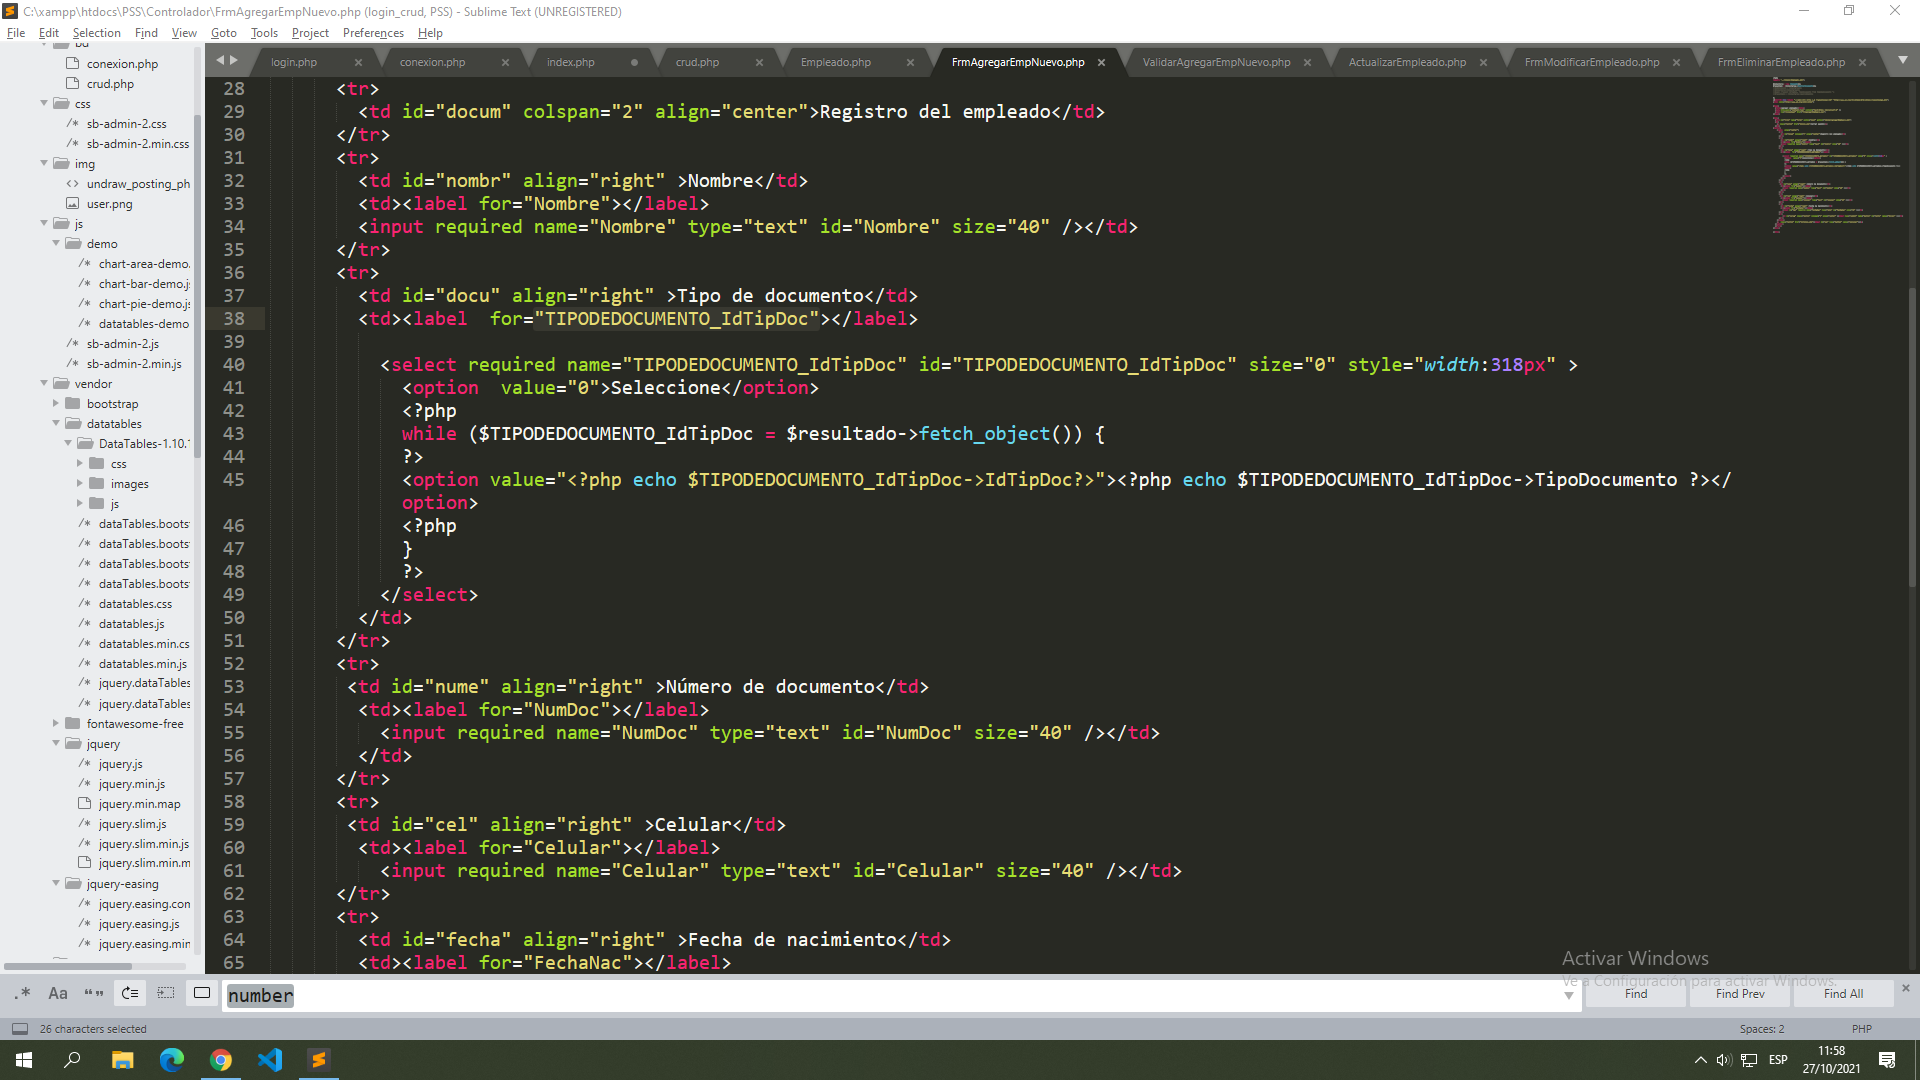 C:\xampp\htdocs\PSS\Controlador\FrmAgregarEmpNuevo.php (login_crud, PSS) - Sublime Text (UNREGISTERED)
File Edit Selection Find View Goto Tools Project Preferences Help
login.php conexion.php index.php crud.php Empleado.php FrmAgregarEmpNuevo.php ValidarAgregarEmpNuevo.php ActualizarEmpleado.php FrmModificarEmpleado.php FrmEliminarEmpleado.php
bd
conexion.php
crud.php
css
/* sb-admin-2.css
/* sb-admin-2.min.css
img
<> undraw_posting_ph
user.png
js
demo
/* chart-area-demo.
/* chart-bar-demo.j
/* chart-pie-demo.js
/* datatables-demo
/* sb-admin-2.js
/* sb-admin-2.min.js
vendor
bootstrap
datatables
DataTables-1.10.
css
images
js
/* dataTables.boots
/* dataTables.boots
/* dataTables.boots
/* dataTables.boots
/* datatables.css
/* datatables.js
/* datatables.min.cs
/* datatables.min.js
/* jquery.dataTables
/* jquery.dataTables
fontawesome-free
jquery
/* jquery.js
/* jquery.min.js
jquery.min.map
/* jquery.slim.js
/* jquery.slim.min.js
jquery.slim.min.m
jquery-easing
/* jquery.easing.con
/* jquery.easing.js
/* jquery.easing.min
28 <tr>
29 <td id="docum" colspan="2" align="center">Registro del empleado</td>
30 </tr>
31 <tr>
32 <td id="nombr" align="right" >Nombre</td>
33 <td><label for="Nombre"></label>
34 <input required name="Nombre" type="text" id="Nombre" size="40" /></td>
35 </tr>
36 <tr>
37 <td id="docu" align="right" >Tipo de documento</td>
38 <td><label  for="TIPODEDOCUMENTO_IdTipDoc"></label>
39
40 <select required name="TIPODEDOCUMENTO_IdTipDoc" id="TIPODEDOCUMENTO_IdTipDoc" size="0" style="width:318px" >
41 <option  value="0">Seleccione</option>
42 <?php
43 while ($TIPODEDOCUMENTO_IdTipDoc = $resultado->fetch_object()) {
44 ?>
45 <option value="<?php echo $TIPODEDOCUMENTO_IdTipDoc->IdTipDoc?>"><?php echo $TIPODEDOCUMENTO_IdTipDoc->TipoDocumento ?></
option>
46 <?php
47 }
48 ?>
49 </select>
50 </td>
51 </tr>
52 <tr>
53 <td id="nume" align="right" >Número de documento</td>
54 <td><label for="NumDoc"></label>
55 <input required name="NumDoc" type="text" id="NumDoc" size="40" /></td>
56 </td>
57 </tr>
58 <tr>
59 <td id="cel" align="right" >Celular</td>
60 <td><label for="Celular"></label>
61 <input required name="Celular" type="text" id="Celular" size="40" /></td>
62 </tr>
63 <tr>
64 <td id="fecha" align="right" >Fecha de nacimiento</td>
65 <td><label for="FechaNac"></label>
Activar Windows
Ve a Configuración para activar Windows.
.* Aa "" number Find Find Prev Find All
26 characters selected Spaces: 2 PHP
ESP 11:58
27/10/2021